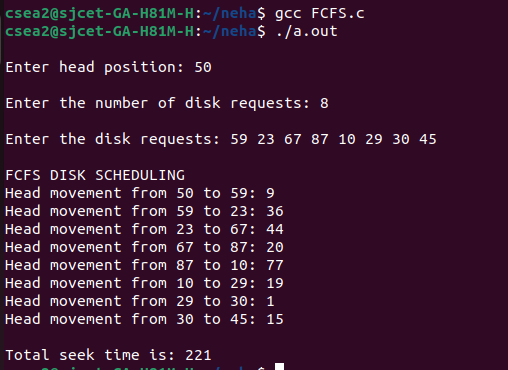 csea2@sjcet-GA-H81M-H:~/neha$ gcc FCFS.c
csea2@sjcet-GA-H81M-H:~/neha$ ./a.out
Enter head position: 50
Enter the number of disk requests: 8
Enter the disk requests: 59 23 67 87 10 29 30 45
FCFS DISK SCHEDULING
Head movement from 50 to 59: 9
Head movement from 59 to 23: 36
Head movement from 23 to 67: 44
Head movement from 67 to 87: 20
Head movement from 87 to 10: 77
Head movement from 10 to 29: 19
Head movement from 29 to 30: 1
Head movement from 30 to 45: 15
Total seek time is: 221